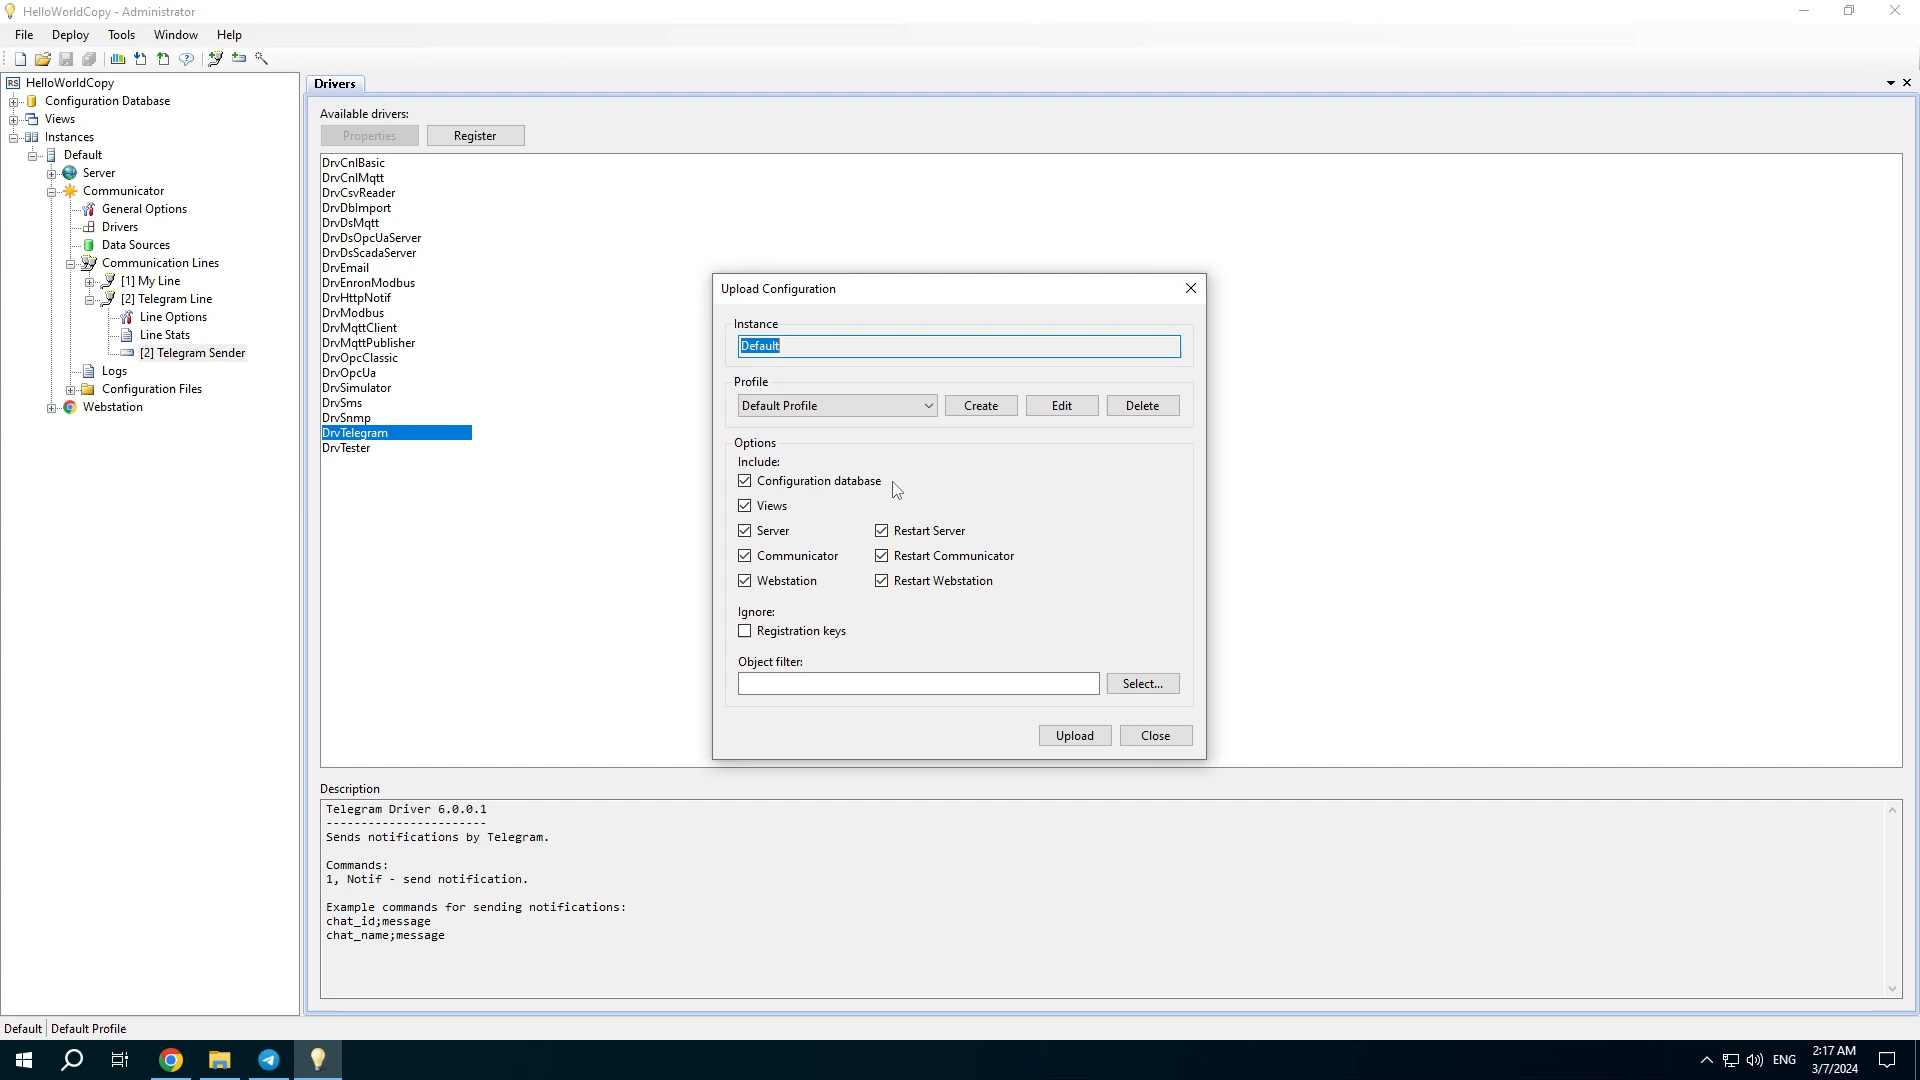 HelloWorldCopy - Administrator
File Deploy Tools Window Help
RS HelloWorldCopy
Configuration Database
Views
Instances
Default
Server
Communicator
General Options
Drivers
Data Sources
Communication Lines
[1] My Line
[2] Telegram Line
Line Options
Line Stats
[2] Telegram Sender
Logs
Configuration Files
Webstation
Drivers
Available drivers:
Properties Register
DrvCnlBasic
DrvCnlMqtt
DrvCsvReader
DrvDbImport
DrvDsMqtt
DrvDsOpcUaServer
DrvDsScadaServer
DrvEmail
DrvEnronModbus
DrvHttpNotif
DrvModbus
DrvMqttClient
DrvMqttPublisher
DrvOpcClassic
DrvOpcUa
DrvSimulator
DrvSms
DrvSnmp
DrvTelegram
DrvTester
Upload Configuration
Instance
Default
Profile
Default Profile Create Edit Delete
Options
Include:
Configuration database
Views
Server Restart Server
Communicator Restart Communicator
Webstation Restart Webstation
Ignore:
Registration keys
Object filter:
Select...
Upload Close
Description
Telegram Driver 6.0.0.1
-----------------------
Sends notifications by Telegram.
Commands:
1, Notif - send notification.
Example commands for sending notifications:
chat_id;message
chat_name;message
Default Default Profile
ENG
2:17 AM
3/7/2024